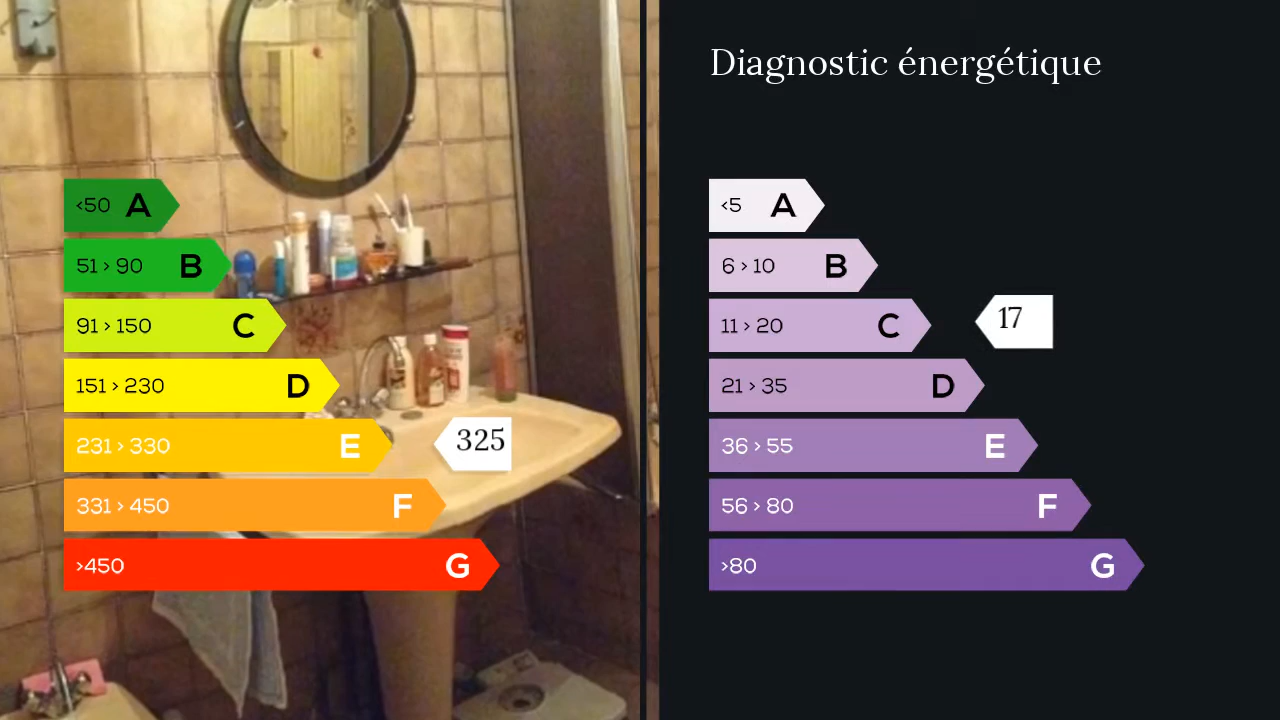 Diagnostic énergétique
<50 A
51 > 90 B
91 > 150 C
151 > 230 D
231 > 330 E
325
331 > 450 F
>450 G
<5 A
6 > 10 B
11 > 20 C
17
21 > 35 D
36 > 55 E
56 > 80 F
>80 G